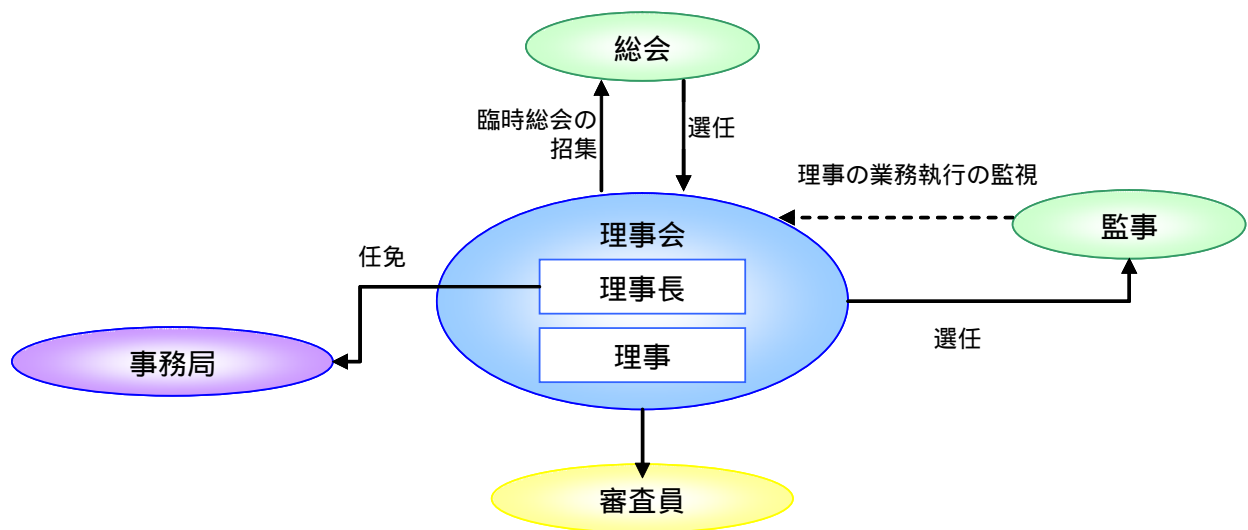 総会
臨時総会の
招集
選任
理事の業務執行の監視
監事
理事会
任免
理事長
選任
理事
事務局
審査員